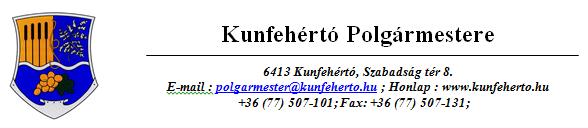 Kunfehértó Polgármestere
6413 Kunfehértó, Szabadság tér 8.
E-mail : polgarmester@kunfeherto.hu ; Honlap : www.kunfeherto.hu
+36 (77) 507-101; Fax: +36 (77) 507-131;